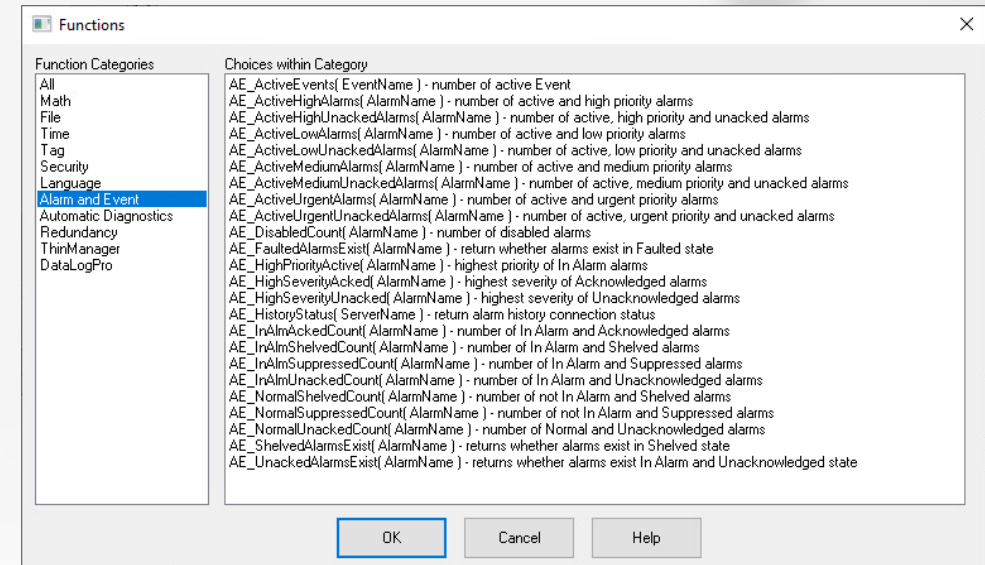 Functions
Function Categories
Choices within Category
All
Math
File
Time
Tag
Security
Language
Alarm and Event
Automatic Diagnostics
Redundancy
ThinManager
DataLogPro
AE_ActiveEvents( EventName ) - number of active Event
AE_ActiveHighAlarms( AlarmName ) - number of active and high priority alarms
AE_ActiveHighUnackedAlarms( AlarmName ) - number of active, high priority and unacked alarms
AE_ActiveLowAlarms( AlarmName ) - number of active and low priority alarms
AE_ActiveLowUnackedAlarms( AlarmName ) - number of active, low priority and unacked alarms
AE_ActiveMediumAlarms( AlarmName ) - number of active and medium priority alarms
AE_ActiveMediumUnackedAlarms( AlarmName ) - number of active, medium priority and unacked alarms
AE_ActiveUrgentAlarms( AlarmName ) - number of active and urgent priority alarms
AE_ActiveUrgentUnackedAlarms( AlarmName ) - number of active, urgent priority and unacked alarms
AE_DisabledCount( AlarmName ) - number of disabled alarms
AE_FaultedAlarmsExist( AlarmName ) - return whether alarms exist in Faulted state
AE_HighPriorityActive( AlarmName ) - highest priority of In Alarm alarms
AE_HighSeverityAcked( AlarmName ) - highest severity of Acknowledged alarms
AE_HighSeverityUnacked( AlarmName ) - highest severity of Unacknowledged alarms
AE_HistoryStatus( ServerName ) - return alarm history connection status
AE_InAlmAckedCount( AlarmName ) - number of In Alarm and Acknowledged alarms
AE_InAlmShelvedCount( AlarmName ) - number of In Alarm and Shelved alarms
AE_InAlmSuppressedCount( AlarmName ) - number of In Alarm and Suppressed alarms
AE_InAlmUnackedCount( AlarmName ) - number of In Alarm and Unacknowledged alarms
AE_NormalShelvedCount( AlarmName ) - number of not In Alarm and Shelved alarms
AE_NormalSuppressedCount( AlarmName ) - number of not In Alarm and Suppressed alarms
AE_NormalUnackedCount( AlarmName ) - number of Normal and Unacknowledged alarms
AE_ShelvedAlarmsExist( AlarmName ) - returns whether alarms exist in Shelved state
AE_UnackedAlarmsExist( AlarmName ) - returns whether alarms exist In Alarm and Unacknowledged state
OK
Cancel
Help